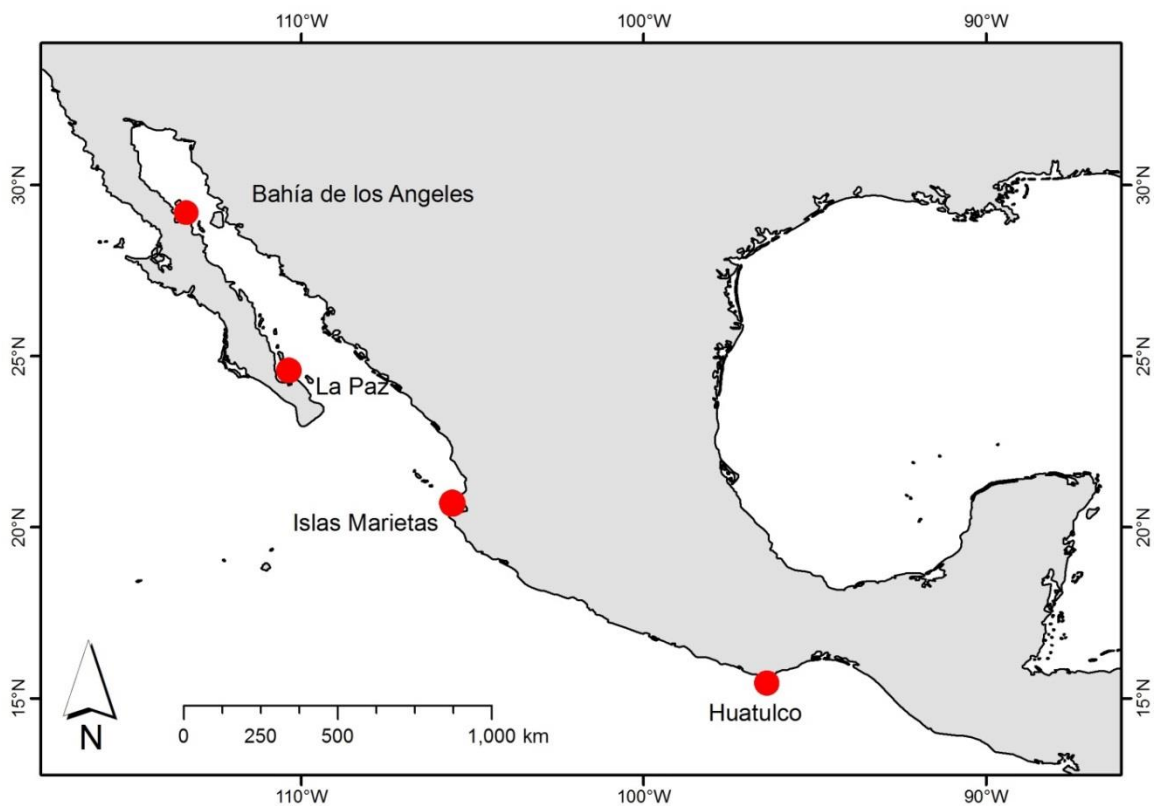 110°W 100°W 90°W
30°N 30°N
Bahía de los Angeles
25°N 25°N
La Paz
20°N 20°N
Islas Marietas
15°N 15°N
Huatulco
N
0 250 500 1,000 km
110°W 100°W 90°W